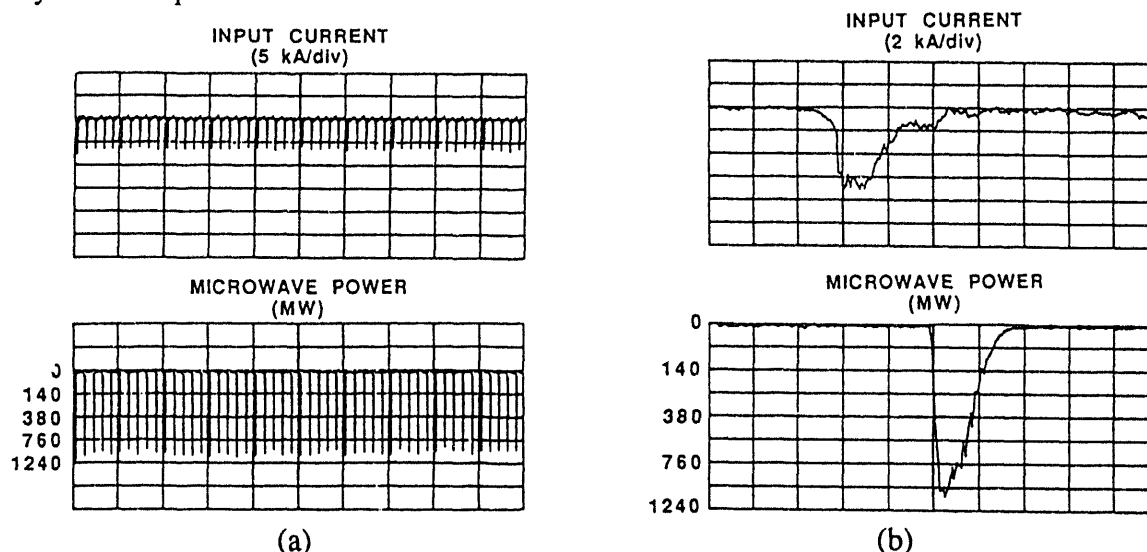 INPUT CURRENT
(5 kA/div)
MICROWAVE POWER
(MW)
140
380
760
1240
(a)
INPUT CURRENT
(2 kA/div)
MICROWAVE POWER
(MW)
0
140
380
760
1240
(b)